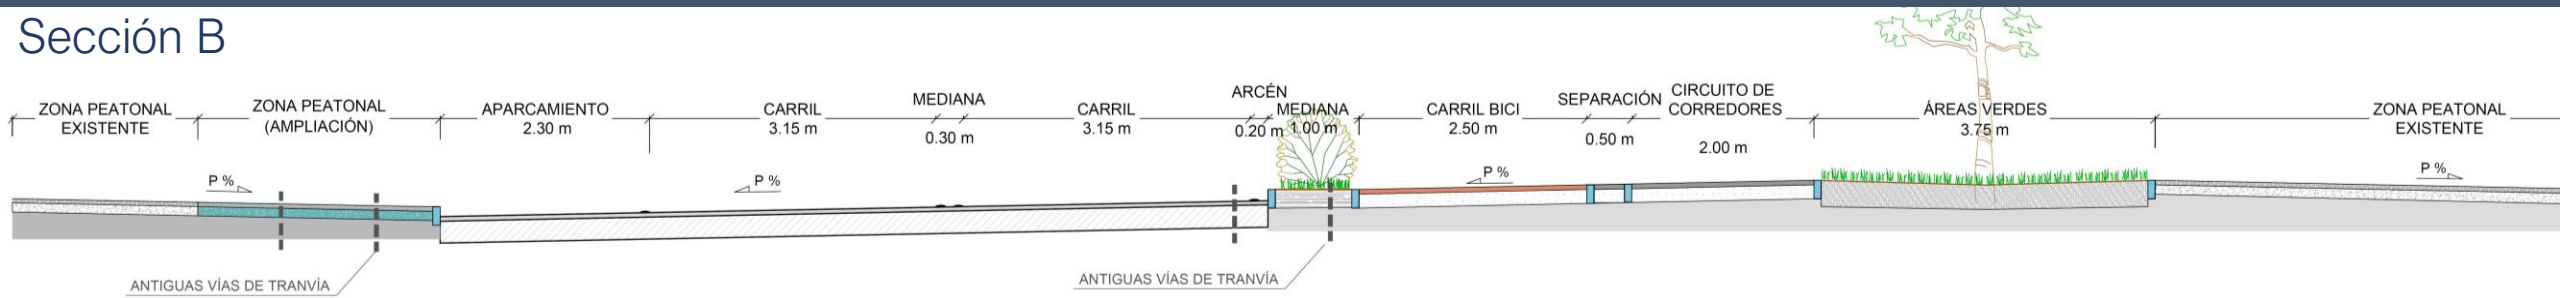 Sección B
ZONA PEATONAL
EXISTENTE
ZONA PEATONAL
(AMPLIACIÓN)
APARCAMIENTO
2.30 m
CARRIL
3.15 m
MEDIANA
0.30 m
CARRIL
3.15 m
ARCÉN
0.20 m
MEDIANA
1.00 m
CARRIL BICI
2.50 m
SEPARACIÓN
0.50 m
CIRCUITO DE
CORREDORES
2.00 m
ÁREAS VERDES
3.75 m
ZONA PEATONAL
EXISTENTE
P %
P %
P %
P %
ANTIGUAS VÍAS DE TRANVÍA
ANTIGUAS VÍAS DE TRANVÍA